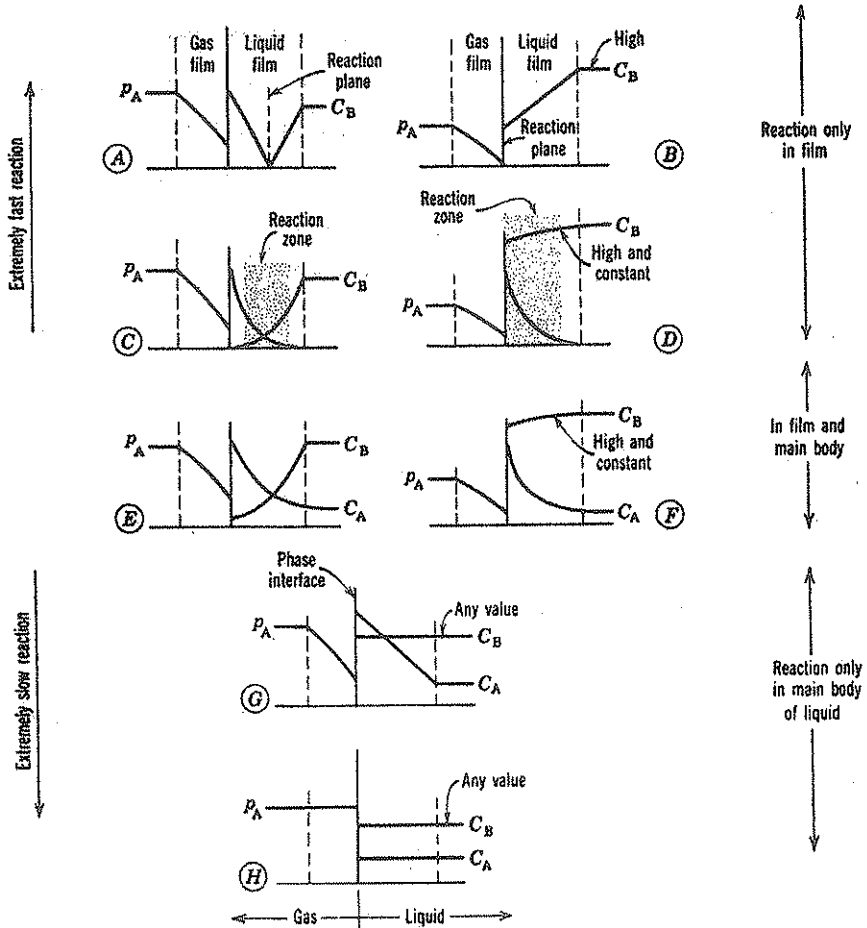 Gas
film
Liquid
film
Reaction
plane
p_A
C_B
A
Gas
film
Liquid
film
High
C_B
p_A
Reaction
plane
B
Reaction only
in film
Extremely fast reaction
Reaction
zone
p_A
C_B
C
Reaction
zone
C_B
High and
constant
p_A
D
p_A
C_B
C_A
E
C_B
High and
constant
p_A
C_A
F
In film and
main body
Phase
interface
Any value
p_A
C_B
C_A
G
Extremely slow reaction
Reaction only
in main body
of liquid
Any value
p_A
C_B
C_A
H
Gas
Liquid